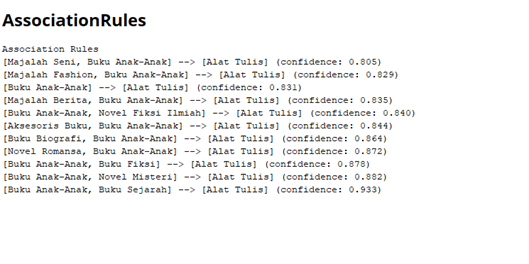 AssociationRules
Association Rules
[Majalah Seni, Buku Anak-Anak] --> [Alat Tulis] (confidence: 0.805)
[Majalah Fashion, Buku Anak-Anak] --> [Alat Tulis] (confidence: 0.829)
[Buku Anak-Anak] --> [Alat Tulis] (confidence: 0.831)
[Majalah Berita, Buku Anak-Anak] --> [Alat Tulis] (confidence: 0.835)
[Buku Anak-Anak, Novel Fiksi Ilmiah] --> [Alat Tulis] (confidence: 0.840)
[Aksesoris Buku, Buku Anak-Anak] --> [Alat Tulis] (confidence: 0.844)
[Buku Biografi, Buku Anak-Anak] --> [Alat Tulis] (confidence: 0.864)
[Novel Romansa, Buku Anak-Anak] --> [Alat Tulis] (confidence: 0.872)
[Buku Anak-Anak, Buku Fiksi] --> [Alat Tulis] (confidence: 0.878)
[Buku Anak-Anak, Novel Misteri] --> [Alat Tulis] (confidence: 0.882)
[Buku Anak-Anak, Buku Sejarah] --> [Alat Tulis] (confidence: 0.933)